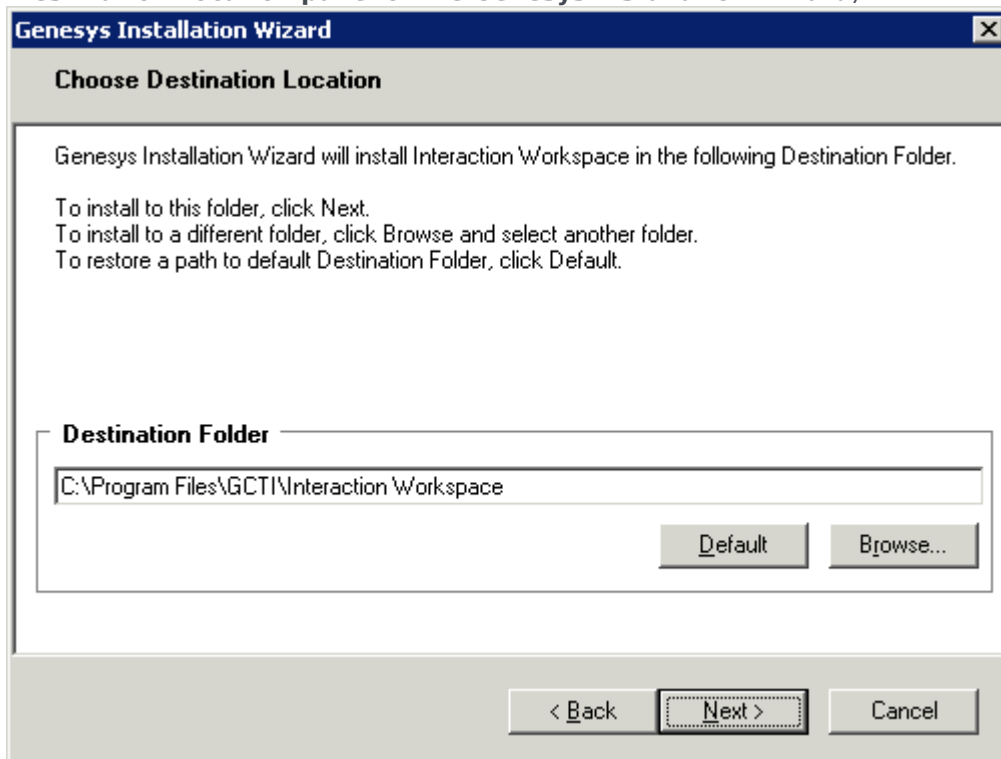 Genesys Installation Wizard
Choose Destination Location
Genesys Installation Wizard will install Interaction Workspace in the following Destination Folder.
To install to this folder, click Next.
To install to a different folder, click Browse and select another folder.
To restore a path to default Destination Folder, click Default.
Destination Folder
C:\Program Files\GCTI\Interaction Workspace
Default
Browse...
< Back
Next >
Cancel